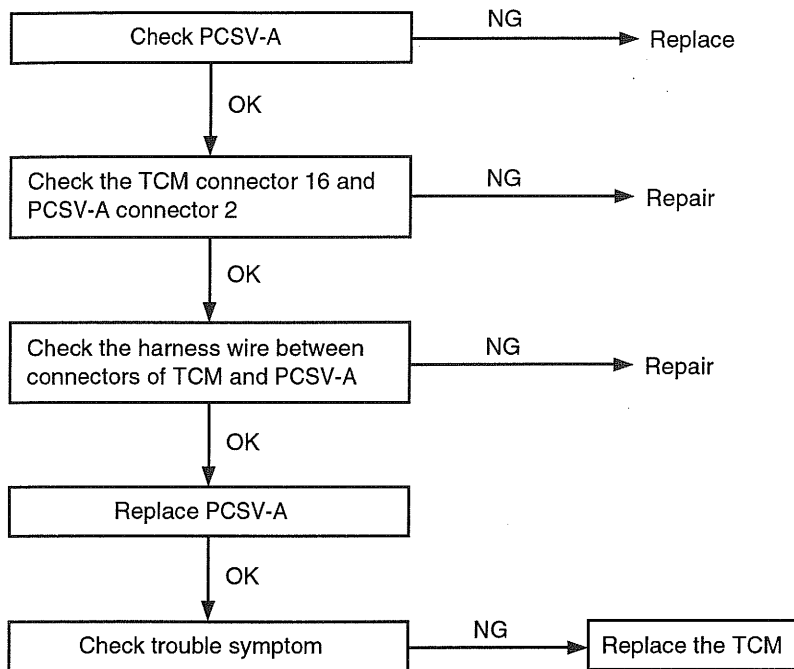 Check PCSV-A
NG
Replace
OK
Check the TCM connector 16 and
PCSV-A connector 2
NG
Repair
OK
Check the harness wire between
connectors of TCM and PCSV-A
NG
Repair
OK
Replace PCSV-A
OK
Check trouble symptom
NG
Replace the TCM